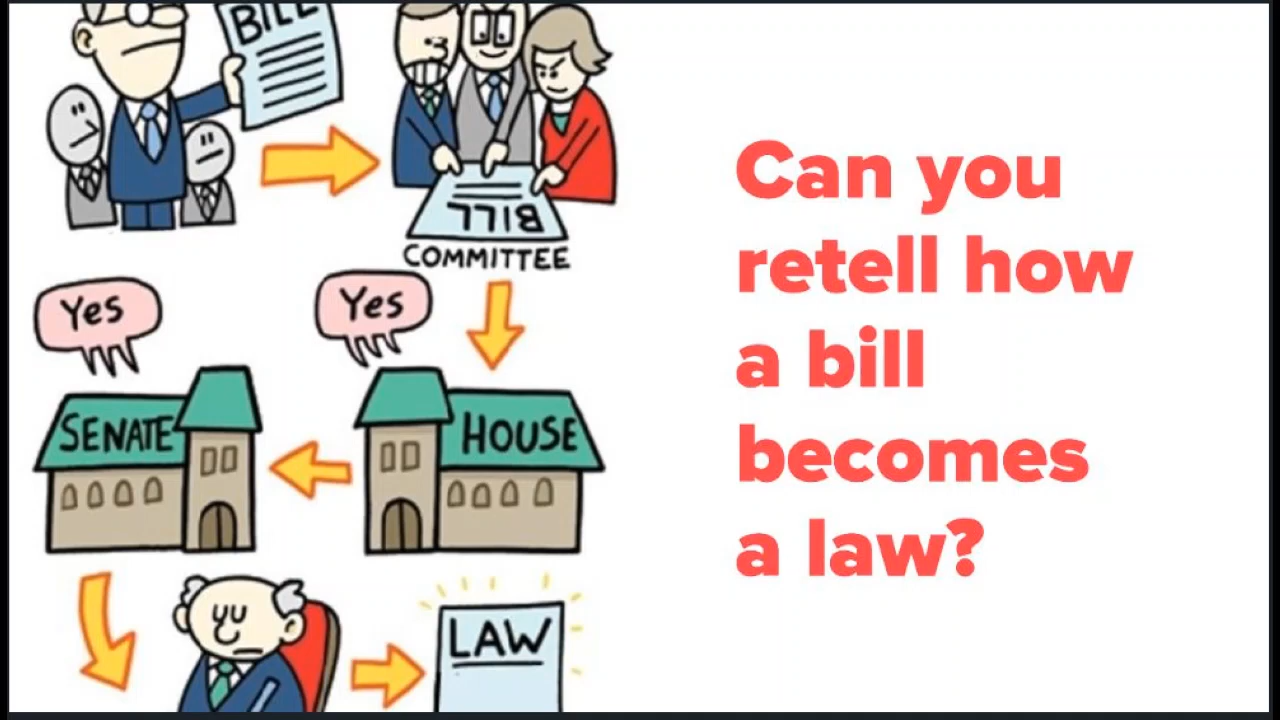 BILL
BILL
COMMITTEE
Yes
Yes
SENATE
HOUSE
LAW
Can you
retell how
a bill
becomes
a law?